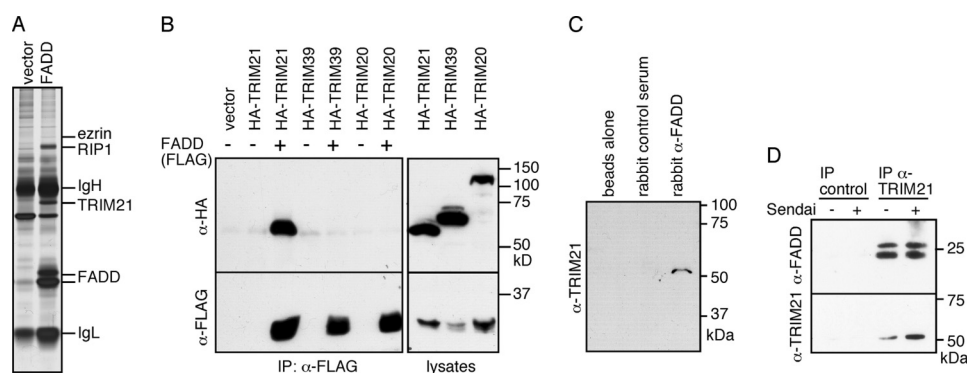 A
vector
FADD
ezrin
RIP1
IgH
TRIM21
FADD
IgL
B
vector
HA-TRIM21
HA-TRIM21
HA-TRIM39
HA-TRIM39
HA-TRIM20
HA-TRIM20
HA-TRIM21
HA-TRIM39
HA-TRIM20
FADD - - + - + - +
(FLAG)
α-HA
150
100
75
50
kD
α-FLAG
37
IP: α-FLAG lysates
C
beads alone
rabbit control serum
rabbit α-FADD
α-TRIM21
100
75
50
37
kDa
D
IP IP α-
control TRIM21
Sendai - + - +
α-FADD
25
α-TRIM21
75
50
kDa